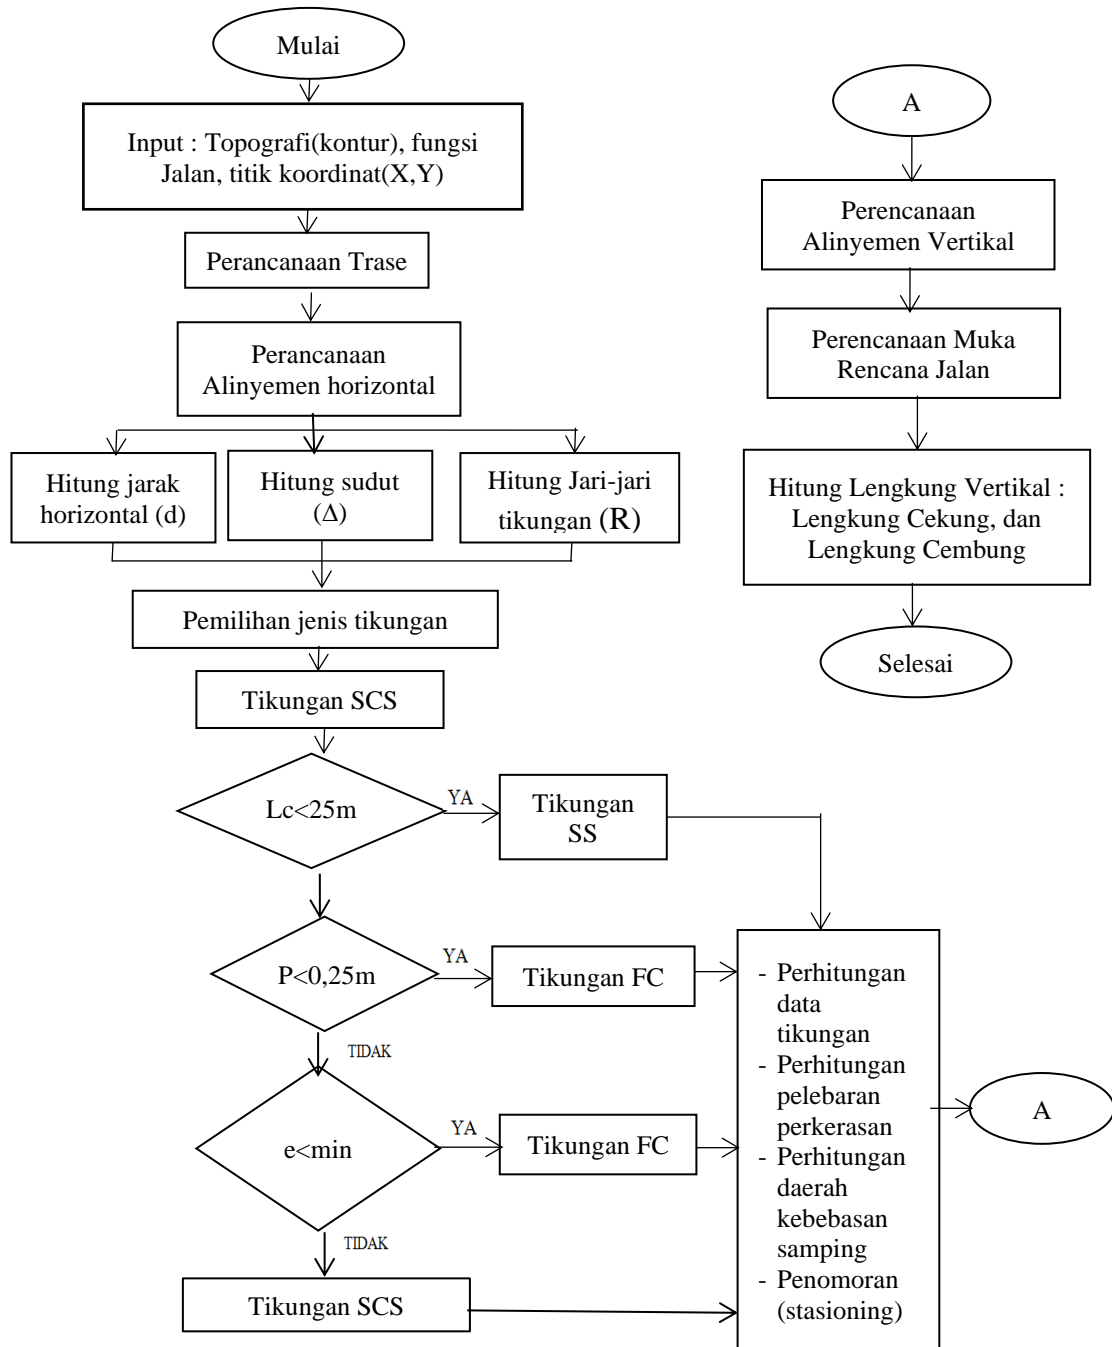 Mulai
Input : Topografi(kontur), fungsi
Jalan, titik koordinat(X,Y)
Perancanaan Trase
Perancanaan
Alinyemen horizontal
Hitung jarak
horizontal (d)
Hitung sudut
(Δ)
Hitung Jari-jari
tikungan (R)
Pemilihan jenis tikungan
Tikungan SCS
Lc<25m
YA
Tikungan
SS
P<0,25m
YA
Tikungan FC
TIDAK
e<min
YA
Tikungan FC
TIDAK
Tikungan SCS
- Perhitungan
data
tikungan
- Perhitungan
pelebaran
perkerasan
- Perhitungan
daerah
kebebasan
samping
- Penomoran
(stasioning)
A
A
Perencanaan
Alinyemen Vertikal
Perencanaan Muka
Rencana Jalan
Hitung Lengkung Vertikal :
Lengkung Cekung, dan
Lengkung Cembung
Selesai